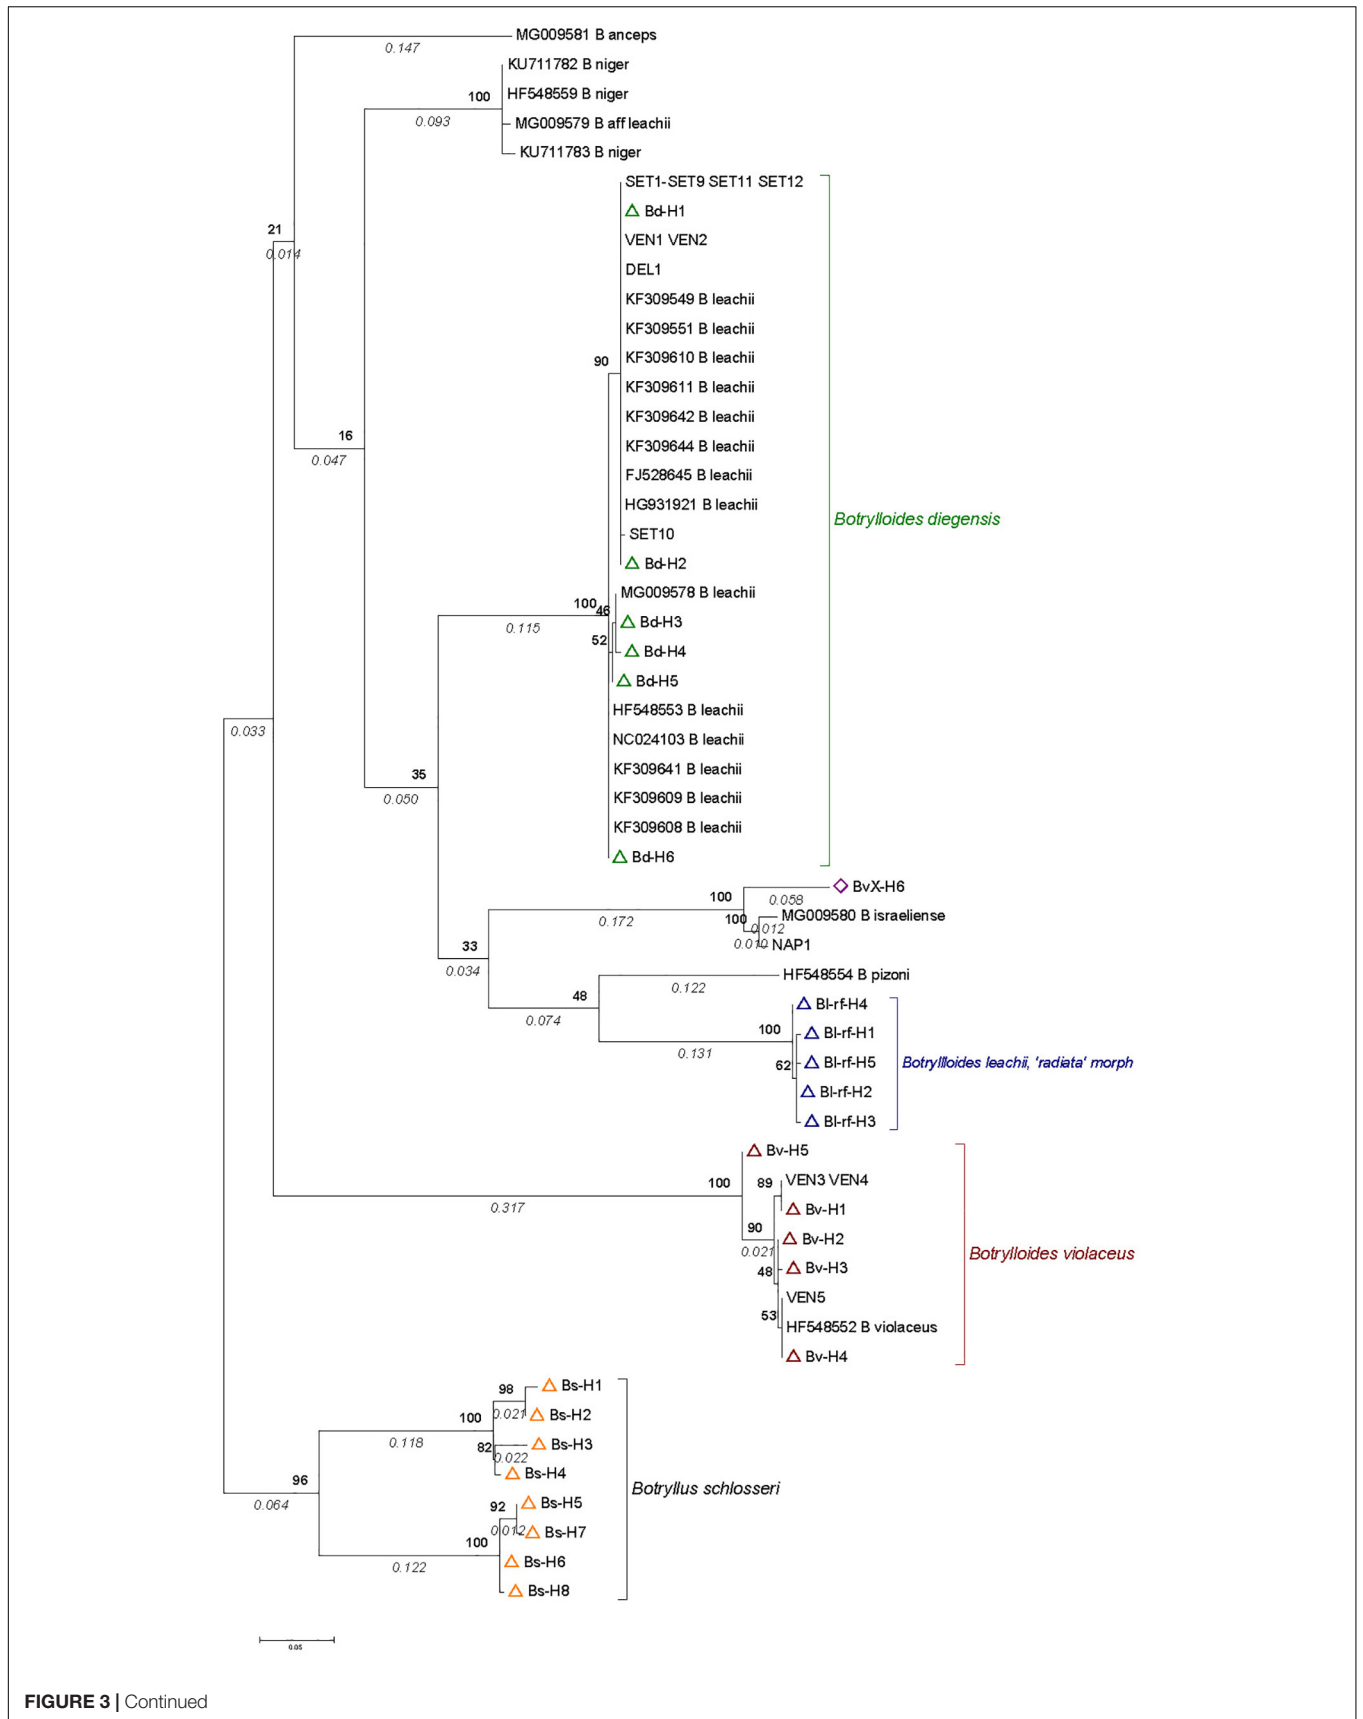 MG009581 B anceps
0.147
KU711782 B niger
100
HF548559 B niger
0.093
MG009579 B aff leachii
KU711783 B niger
SET1-SET9 SET11 SET12
Bd-H1
21
VEN1 VEN2
0.014
DEL1
KF309549 B leachii
KF309551 B leachii
90
KF309610 B leachii
KF309611 B leachii
KF309642 B leachii
16
KF309644 B leachii
0.047
FJ528645 B leachii
HG931921 B leachii
Botrylloides diegensis
SET10
Bd-H2
MG009578 B leachii
100
46
Bd-H3
0.115
52
Bd-H4
Bd-H5
HF548553 B leachii
0.033
NC024103 B leachii
35
KF309641 B leachii
0.050
KF309609 B leachii
KF309608 B leachii
Bd-H6
BvX-H6
100
0.058
0.172
100
MG009580 B israeliense
0.012
33
0.010
NAP1
0.034
HF548554 B pizoni
48
0.122
0.074
Bl-rf-H4
100
Bl-rf-H1
0.131
62
Bl-rf-H5
Botryllloides leachii, 'radiata' morph
Bl-rf-H2
Bl-rf-H3
Bv-H5
100
89
VEN3 VEN4
0.317
Bv-H1
90
Bv-H2
0.021
Botrylloides violaceus
48
Bv-H3
VEN5
53
HF548552 B violaceus
Bv-H4
98
Bs-H1
100
0.021
Bs-H2
0.118
82
Bs-H3
0.022
96
Bs-H4
Botryllus schlosseri
0.064
92
Bs-H5
0.012
Bs-H7
100
Bs-H6
0.122
Bs-H8
0.05
FIGURE 3 | Continued